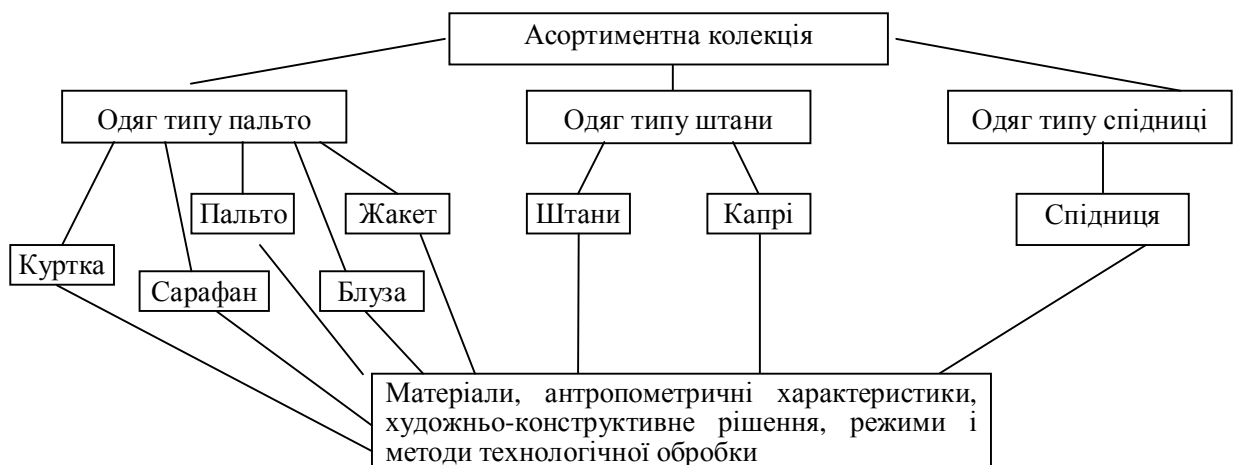 Асортиментна колекція
Одяг типу пальто
Одяг типу штани
Одяг типу спідниці
Пальто
Жакет
Штани
Капрі
Спідниця
Куртка
Сарафан
Блуза
Матеріали, антропометричні характеристики,
художньо-конструктивне рішення, режими і
методи технологічної обробки